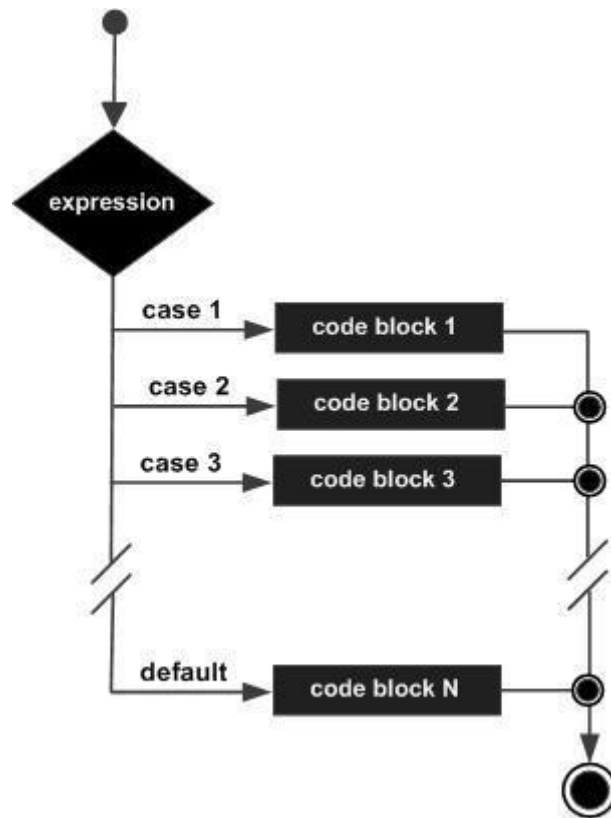 expression
case 1
code block 1
case 2
code block 2
case 3
code block 3
default
code block N